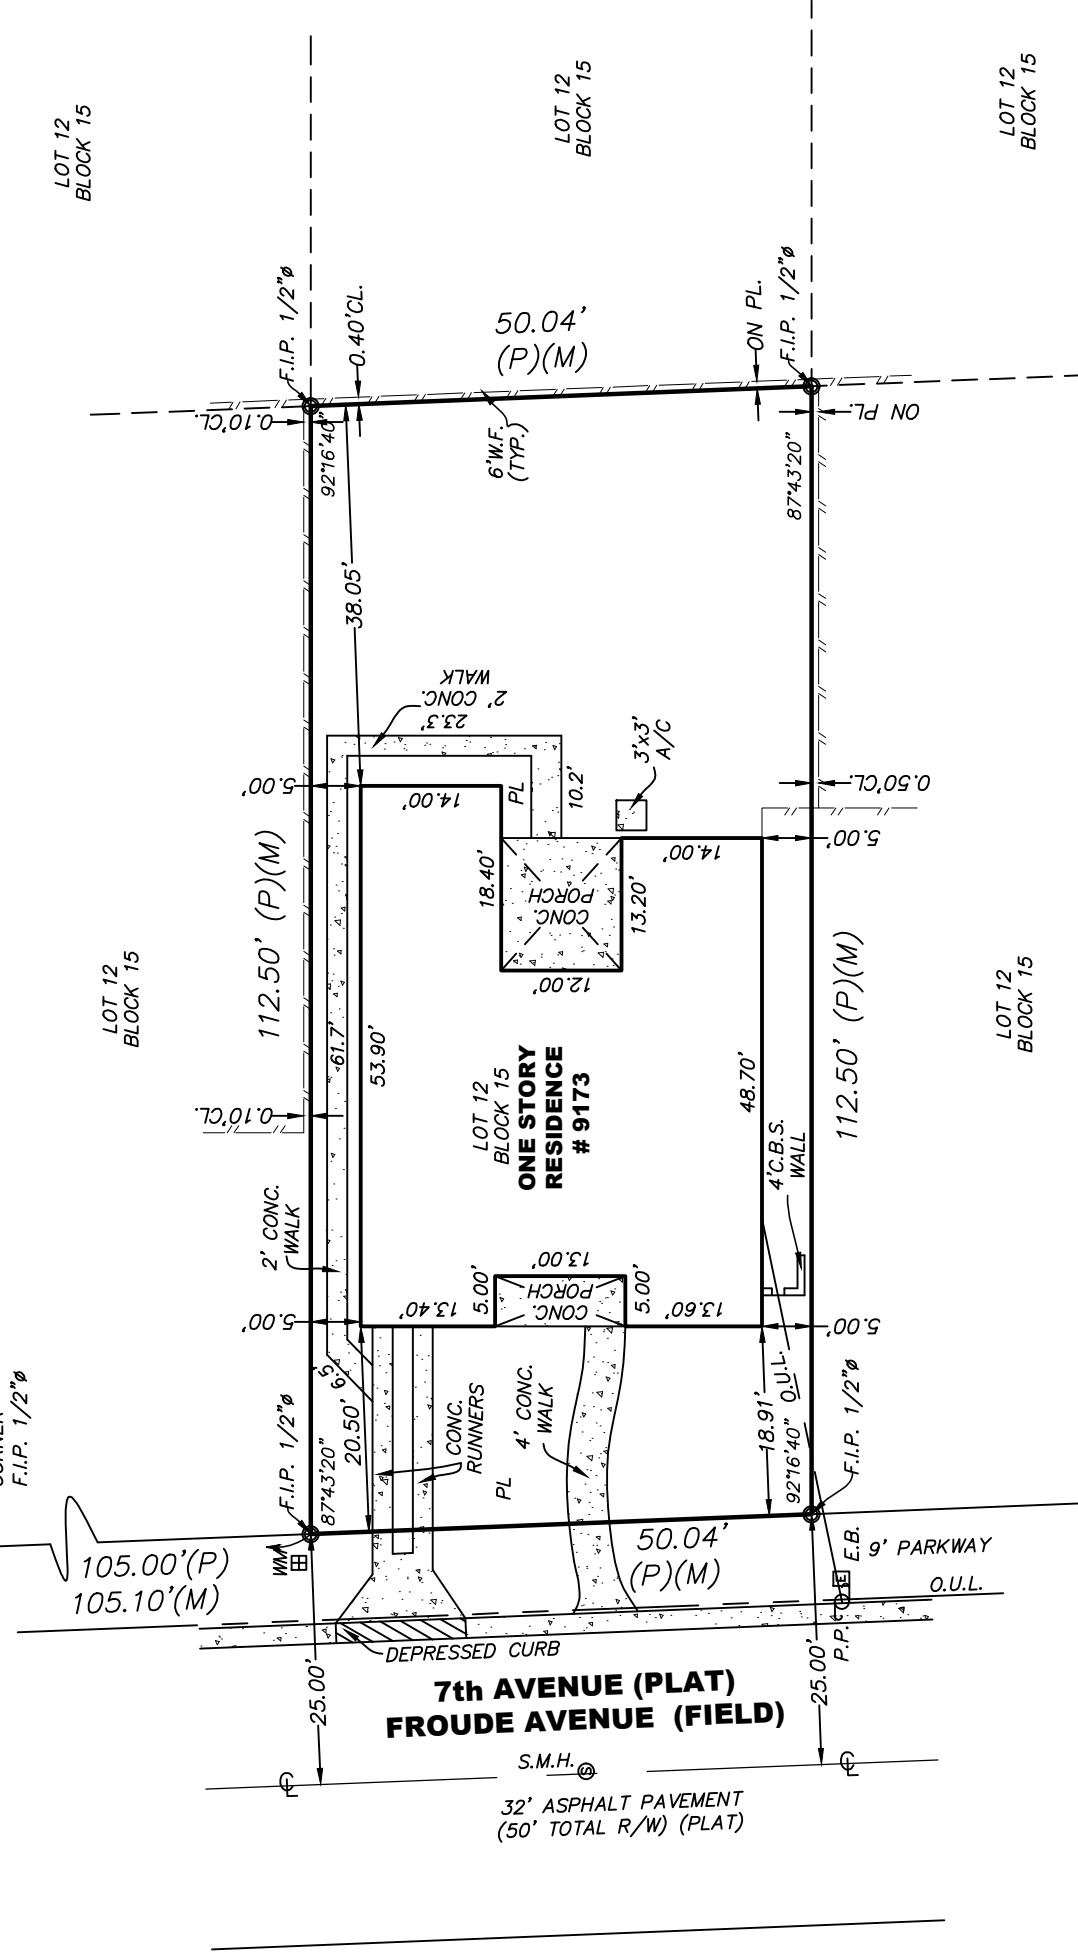 LOT 12
BLOCK 15
LOT 12
BLOCK 15
LOT 12
BLOCK 15
F.I.P. 1/2"ø
0.40'CL.
50.04'
(P)(M)
ON PL.
F.I.P. 1/2"ø
0.10'CL.
92°16'40"
6'W.F.
(TYP.)
ON PL.
87°43'20"
38.05'
2' CONC.
WALK
23.3'
3'x3'
A/C
5.00'
14.00'
PL
10.2'
0.50'CL.
5.00'
14.00'
112.50' (P)(M)
18.40'
CONC.
PORCH
13.20'
12.00'
LOT 12
BLOCK 15
61.7'
53.90'
112.50' (P)(M)
LOT 12
BLOCK 15
0.10'CL.
LOT 12
BLOCK 15
ONE STORY
RESIDENCE
# 9173
48.70'
4'C.B.S.
WALL
2' CONC.
WALK
13.00'
5.00'
CONC.
PORCH
5.00'
5.00'
13.40'
13.60'
5.00'
6.5'
F.I.P. 1/2"ø
F.I.P. 1/2"ø
87°43'20"
20.50'
CONC.
RUNNERS
4' CONC.
WALK
PL
18.91'
O.U.L.
92°16'40"
F.I.P. 1/2"ø
105.00'(P)
105.10'(M)
WM
50.04'
(P)(M)
E.B.
E
9' PARKWAY
O.U.L.
P.P.
DEPRESSED CURB
25.00'
25.00'
7th AVENUE (PLAT)
FROUDE AVENUE (FIELD)
S.M.H.
S
32' ASPHALT PAVEMENT
(50' TOTAL R/W) (PLAT)